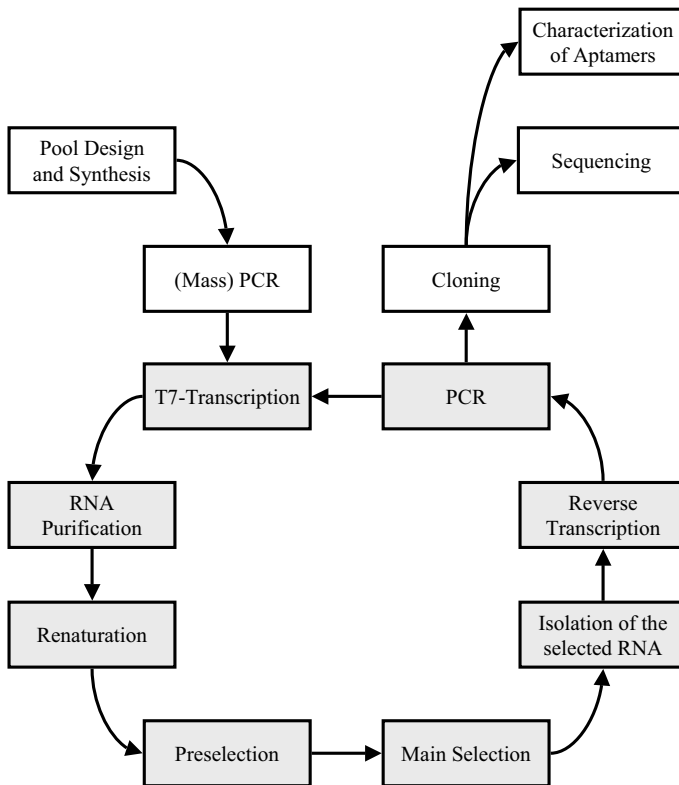 Characterization
of Aptamers
Pool Design
and Synthesis
Sequencing
(Mass) PCR
Cloning
T7-Transcription
PCR
RNA
Purification
Reverse
Transcription
Renaturation
Isolation of the
selected RNA
Preselection
Main Selection